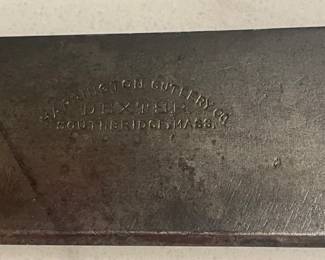 HARRINGTON CUTLERY CO.
DEXTER
SOUTHBRIDGE, MASS.